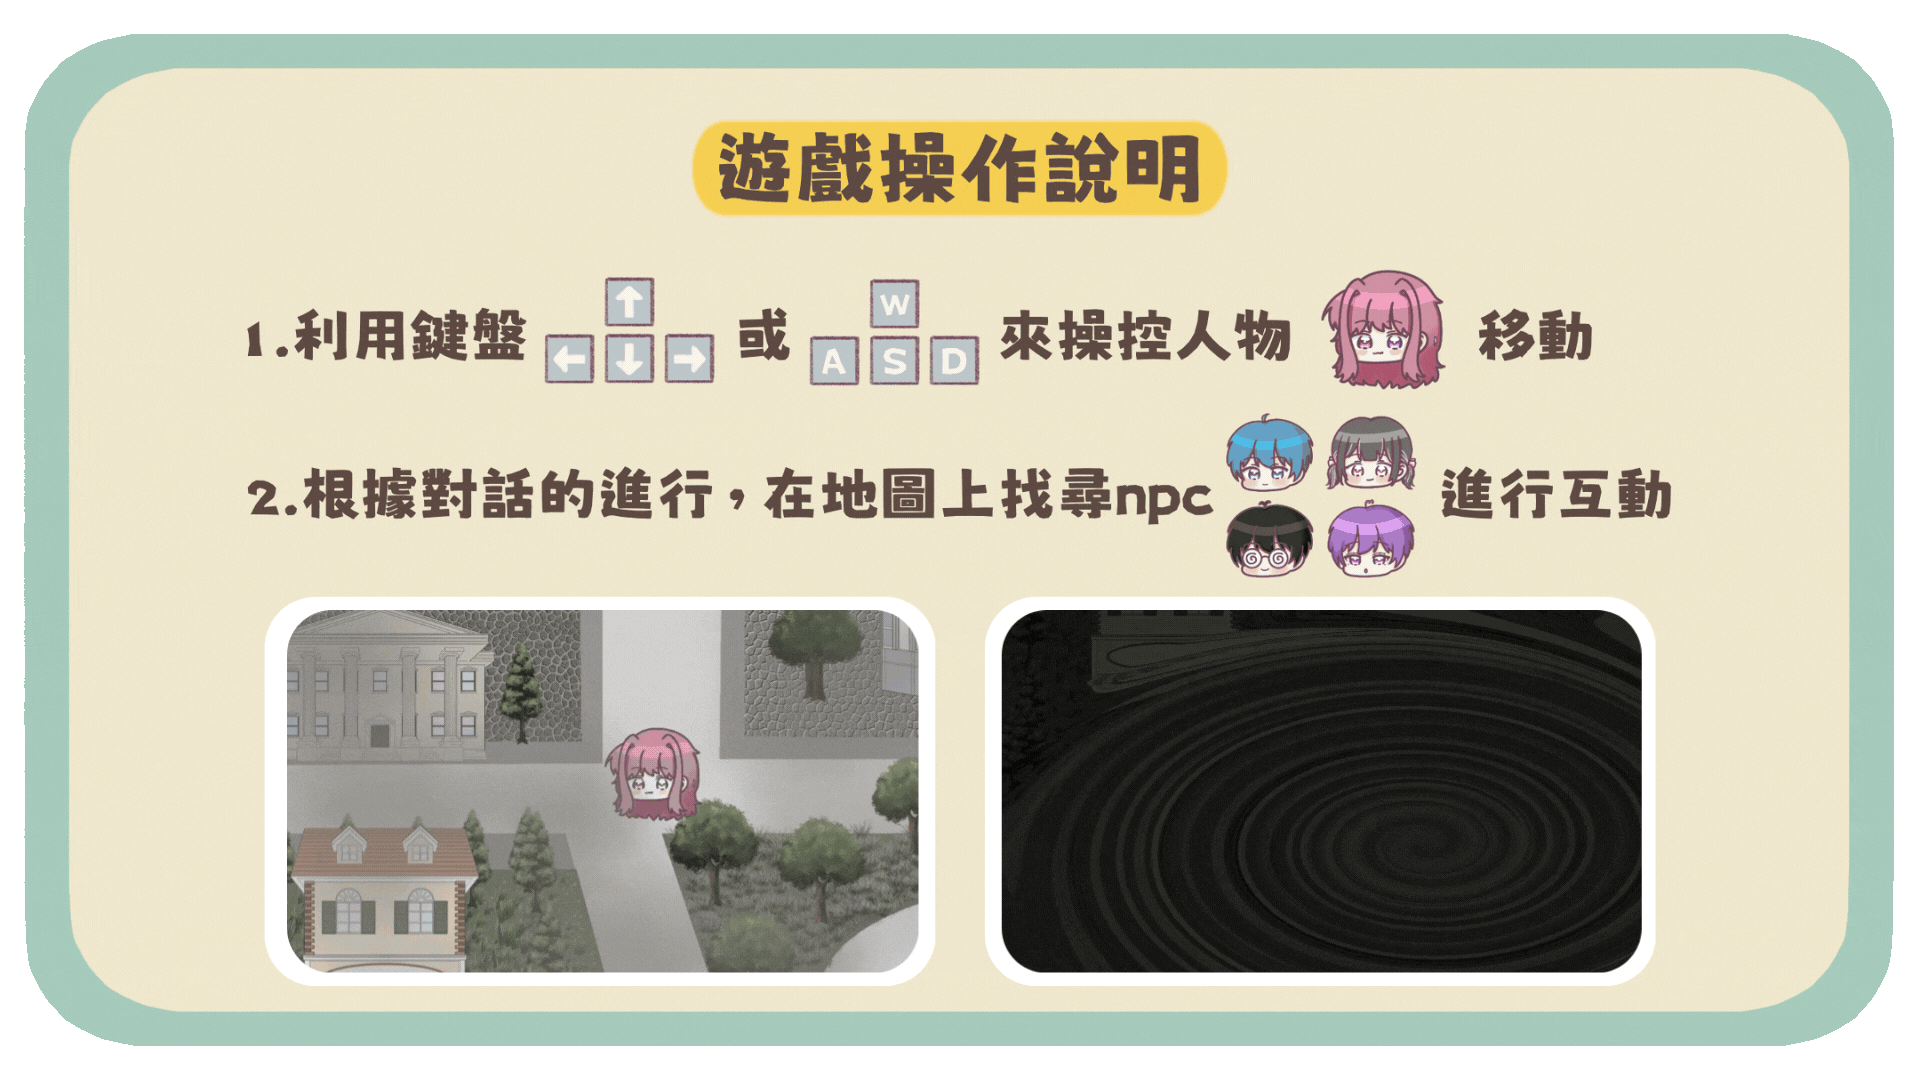 遊戲操作說明
1.利用鍵盤 ↑ ← ↓ → 或 W A S D 來操控人物 移動
2.根據對話的進行，在地圖上找尋npc 進行互動